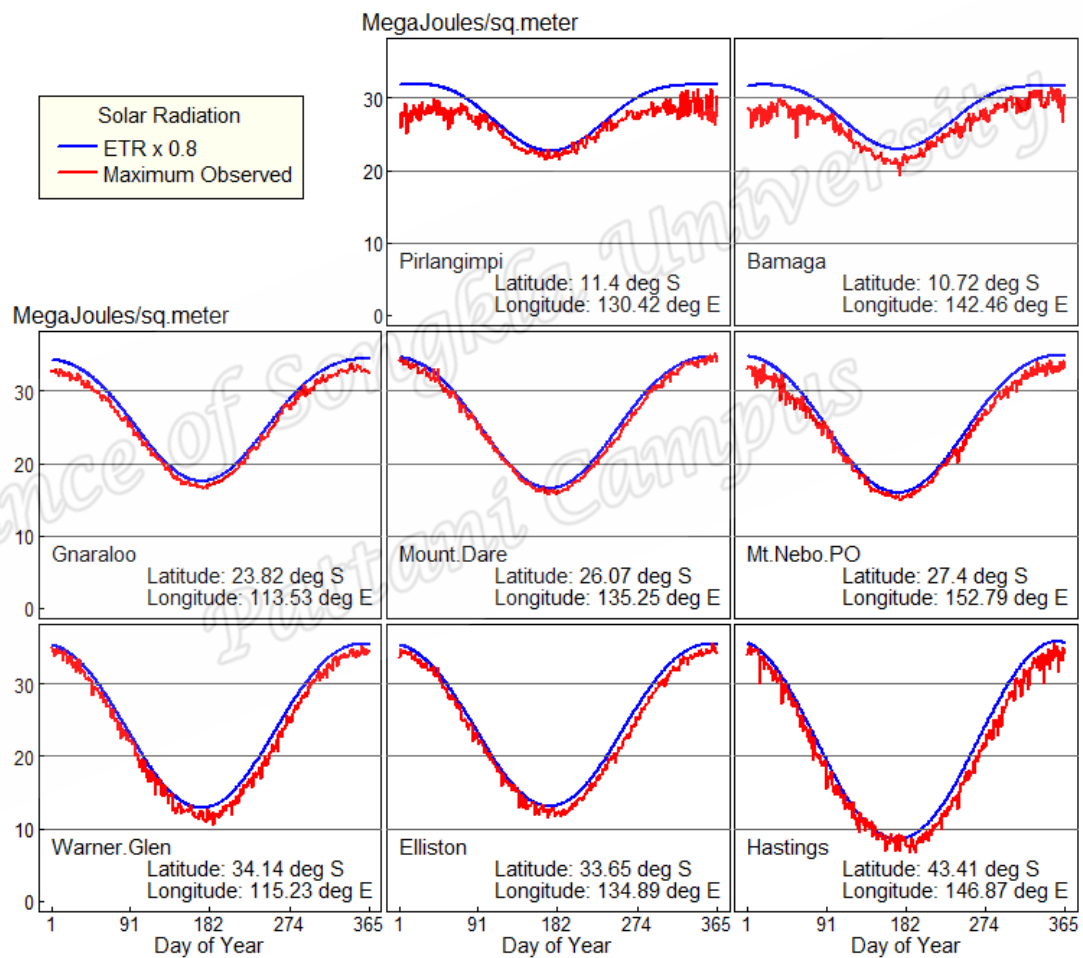 MegaJoules/sq.meter
Solar Radiation
ETR x 0.8
Maximum Observed
30
20
10
0
Pirlangimpi
Latitude: 11.4 deg S
Longitude: 130.42 deg E
Bamaga
Latitude: 10.72 deg S
Longitude: 142.46 deg E
MegaJoules/sq.meter
30
20
10
0
Gnaraloo
Latitude: 23.82 deg S
Longitude: 113.53 deg E
Mount.Dare
Latitude: 26.07 deg S
Longitude: 135.25 deg E
Mt.Nebo.PO
Latitude: 27.4 deg S
Longitude: 152.79 deg E
30
20
10
0
Warner.Glen
Latitude: 34.14 deg S
Longitude: 115.23 deg E
Elliston
Latitude: 33.65 deg S
Longitude: 134.89 deg E
Hastings
Latitude: 43.41 deg S
Longitude: 146.87 deg E
1 91 182 274 365
Day of Year
1 91 182 274 365
Day of Year
1 91 182 274 365
Day of Year
of Songkla University
Pattani Campus